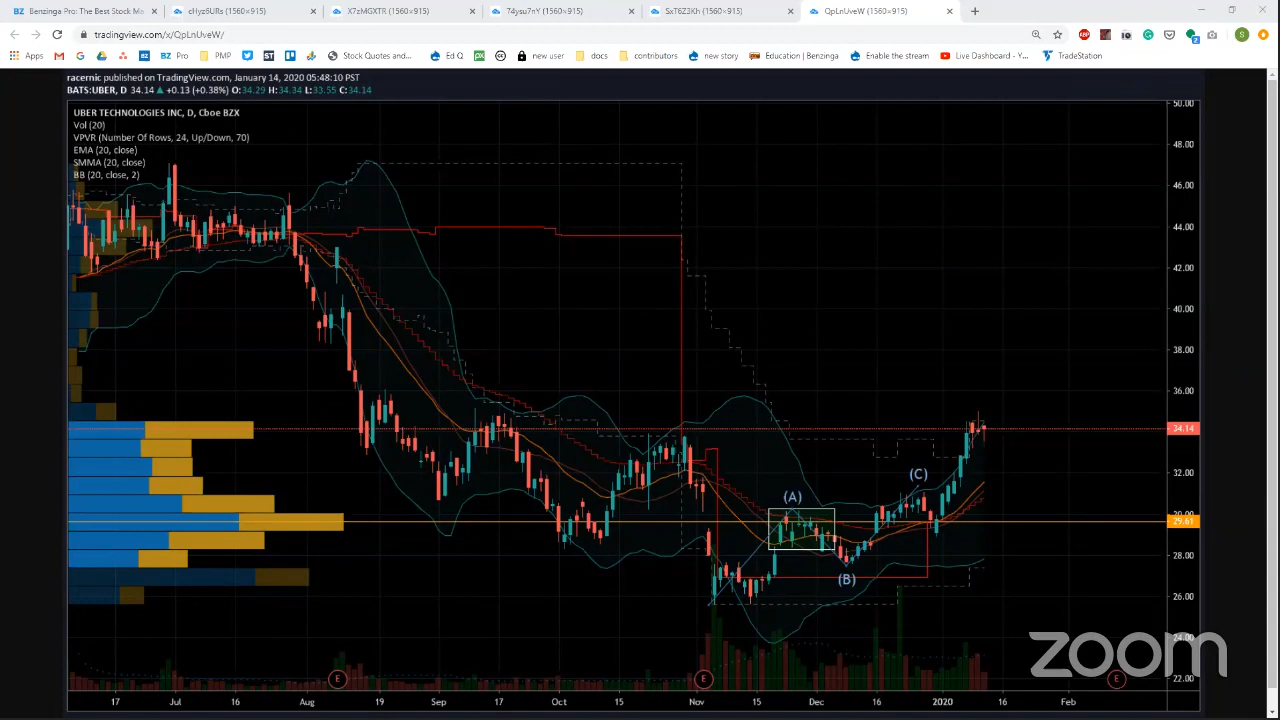 Benzinga Pro: The Best Stock Ma
cHyz6URs (1560×915)
X7zMGXTR (1560×915)
74ysu7nY (1560×915)
SxT6Z3Kh (1560×915)
QpLnUveW (1560×915)
tradingview.com/x/QpLnUveW/
Apps
BZ Pro
PMP
Stock Quotes and...
Ed Q
new user
docs
contributors
new story
Education | Benzinga
Enable the stream
Live Dashboard - Y...
TradeStation
racernic published on TradingView.com, January 14, 2020 05:48:10 PST
BATS:UBER, D 34.14 ▲ +0.13 (+0.38%) O:34.29 H:34.34 L:33.55 C:34.14
UBER TECHNOLOGIES INC, D, Cboe BZX
Vol (20)
VPVR (Number Of Rows, 24, Up/Down, 70)
EMA (20, close)
SMMA (20, close)
BB (20, close, 2)
50.00
48.00
46.00
44.00
42.00
40.00
38.00
36.00
34.14
32.00
30.00
29.61
28.00
26.00
24.00
22.00
(A)
(B)
(C)
E
E
E
17
Jul
16
Aug
19
Sep
17
Oct
15
Nov
15
Dec
16
2020
16
Feb
zoom